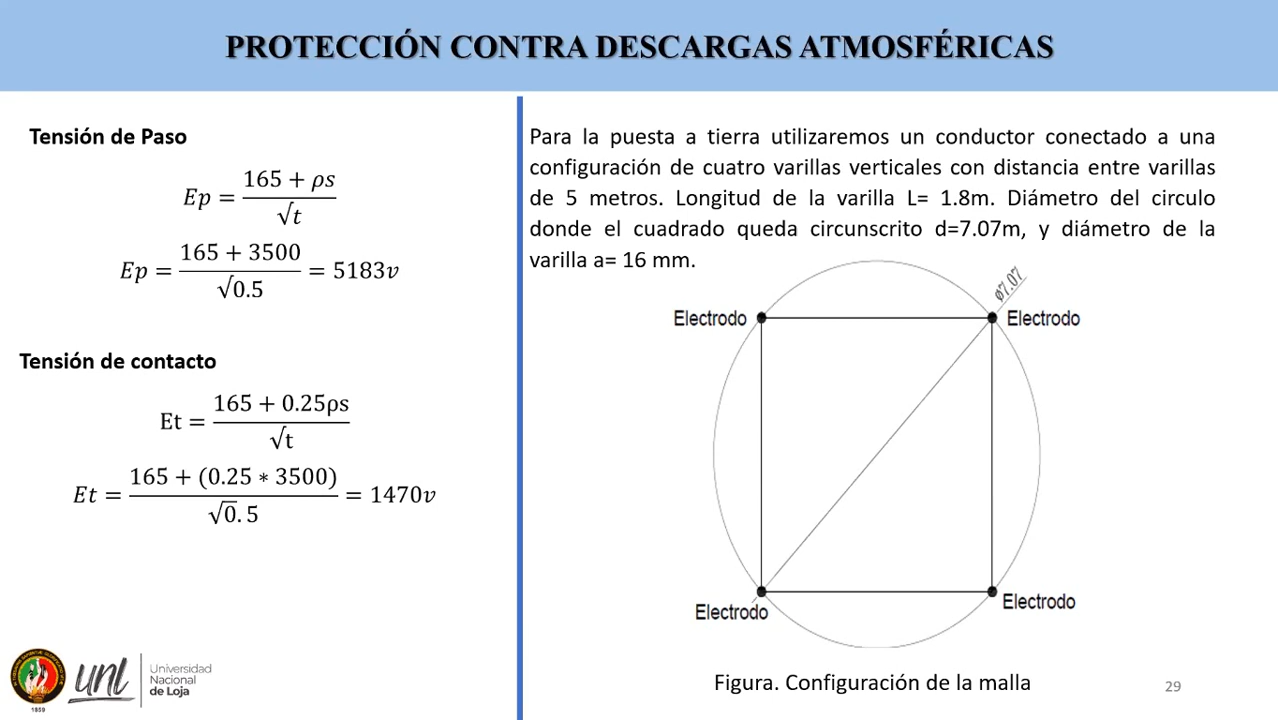 PROTECCIÓN CONTRA DESCARGAS ATMOSFÉRICAS
Tensión de Paso
Ep = (165 + ρs) / √t
Ep = (165 + 3500) / √0.5 = 5183v
Tensión de contacto
Et = (165 + 0.25ρs) / √t
Et = (165 + (0.25 ∗ 3500)) / √0.5 = 1470v
Para la puesta a tierra utilizaremos un conductor conectado a una
configuración de cuatro varillas verticales con distancia entre varillas
de 5 metros. Longitud de la varilla L= 1.8m. Diámetro del circulo
donde el cuadrado queda circunscrito d=7.07m, y diámetro de la
varilla a= 16 mm.
ø7.07
Electrodo
Electrodo
Electrodo
Electrodo
Figura. Configuración de la malla
1859
unl
Universidad
Nacional
de Loja
29